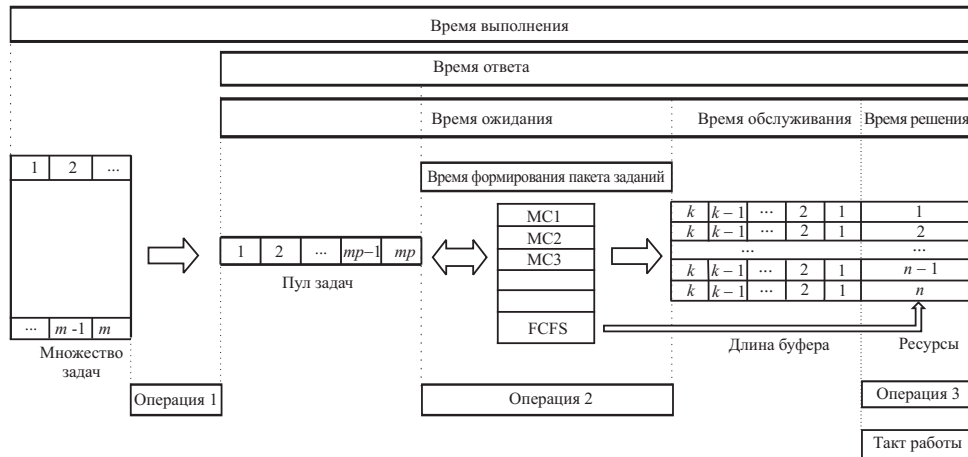 Время выполнения
Время ответа
Время ожидания
Время обслуживания
Время решения
1 2 ...
Время формирования пакета заданий
MC1
MC2
MC3
FCFS
1 2 ... mp–1 mp
Пул задач
k k – 1 ... 2 1 1
k k – 1 ... 2 1 2
... ...
k k – 1 ... 2 1 n – 1
k k – 1 ... 2 1 n
... m -1 m
Множество
задач
Длина буфера
Ресурсы
Операция 1
Операция 2
Операция 3
Такт работы